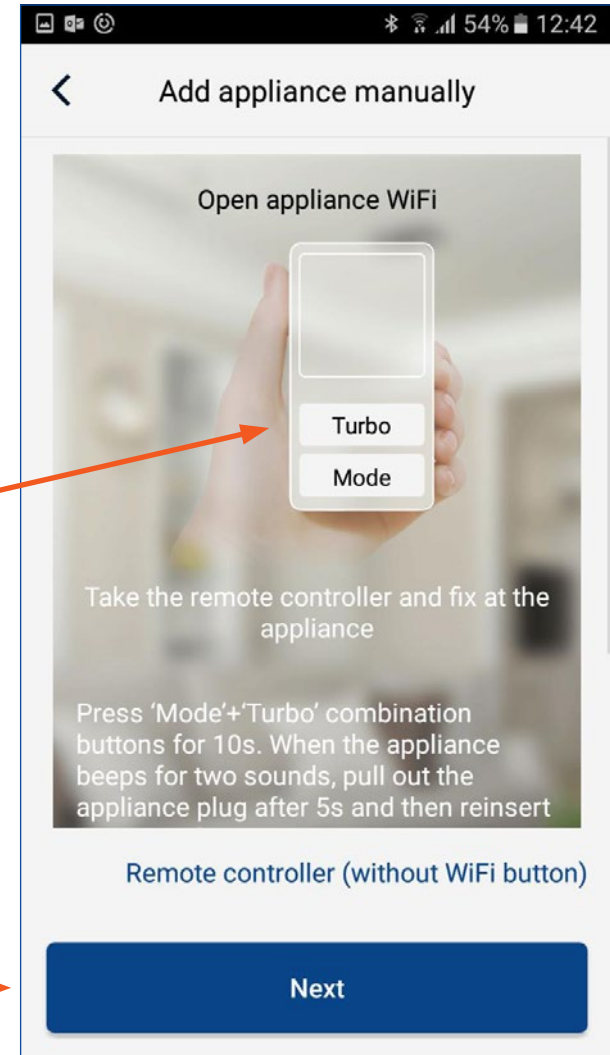 54% 12:42
Add appliance manually
Open appliance WiFi
Turbo
Mode
Take the remote controller and fix at the
appliance
Press ‘Mode’+‘Turbo’ combination
buttons for 10s. When the appliance
beeps for two sounds, pull out the
appliance plug after 5s and then reinsert
Remote controller (without WiFi button)
Next